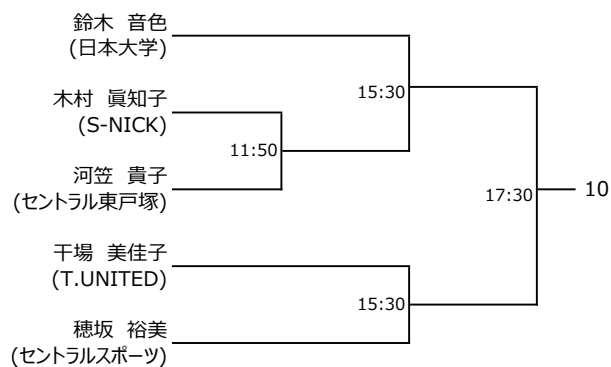 鈴木　音色
(日本大学)
15:30
木村　眞知子
(S-NICK)
11:50
河笠　貴子
(セントラル東戸塚)
17:30
10
干場　美佳子
(T.UNITED)
15:30
穂坂　裕美
(セントラルスポーツ)